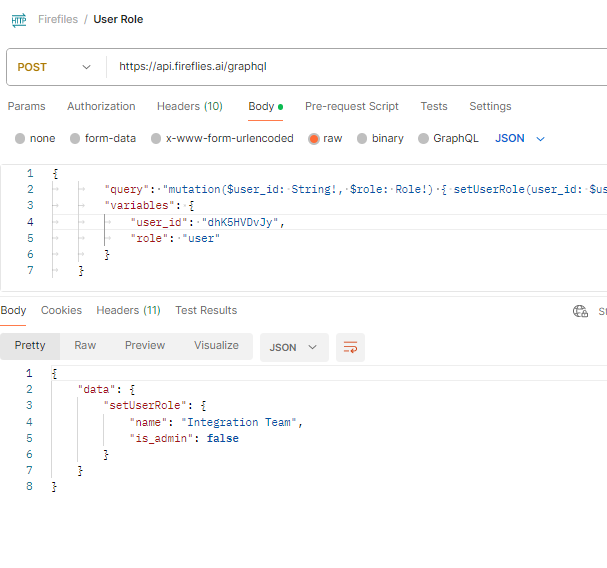 HTTP Firefiles / User Role
POST https://api.fireflies.ai/graphql
Params Authorization Headers (10) Body Pre-request Script Tests Settings
none form-data x-www-form-urlencoded raw binary GraphQL JSON
1 {
2 "query": "mutation($user_id: String!, $role: Role!) { setUserRole(user_id: $us
3 "variables": {
4 "user_id": "dhK5HVDvJy",
5 "role": "user"
6 }
7 }
Body Cookies Headers (11) Test Results St
Pretty Raw Preview Visualize JSON
1 {
2 "data": {
3 "setUserRole": {
4 "name": "Integration Team",
5 "is_admin": false
6 }
7 }
8 }